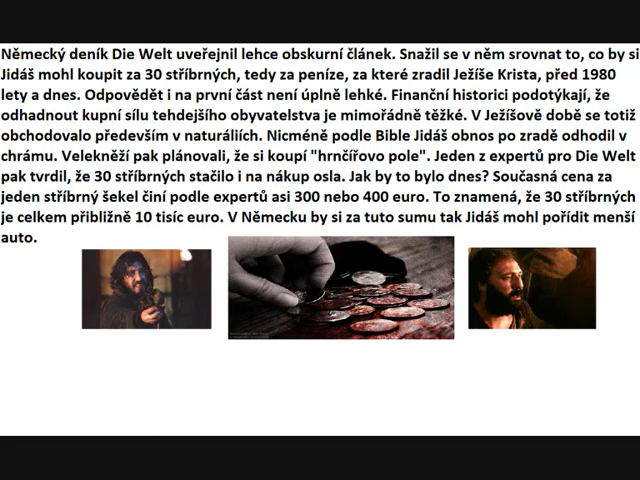 Německý deník Die Welt uveřejnil lehce obskurní článek. Snažil se v něm srovnat to, co by si
Jidáš mohl koupit za 30 stříbrných, tedy za peníze, za které zradil Ježíše Krista, před 1980
lety a dnes. Odpovědět i na první část není úplně lehké. Finanční historici podotýkají, že
odhadnout kupní sílu tehdejšího obyvatelstva je mimořádně těžké. V Ježíšově době se totiž
obchodovalo především v naturáliích. Nicméně podle Bible Jidáš obnos po zradě odhodil v
chrámu. Velekněží pak plánovali, že si koupí "hrnčířovo pole". Jeden z expertů pro Die Welt
pak tvrdil, že 30 stříbrných stačilo i na nákup osla. Jak by to bylo dnes? Současná cena za
jeden stříbrný šekel činí podle expertů asi 300 nebo 400 euro. To znamená, že 30 stříbrných
je celkem přibližně 10 tisíc euro. V Německu by si za tuto sumu tak Jidáš mohl pořídit menší
auto.